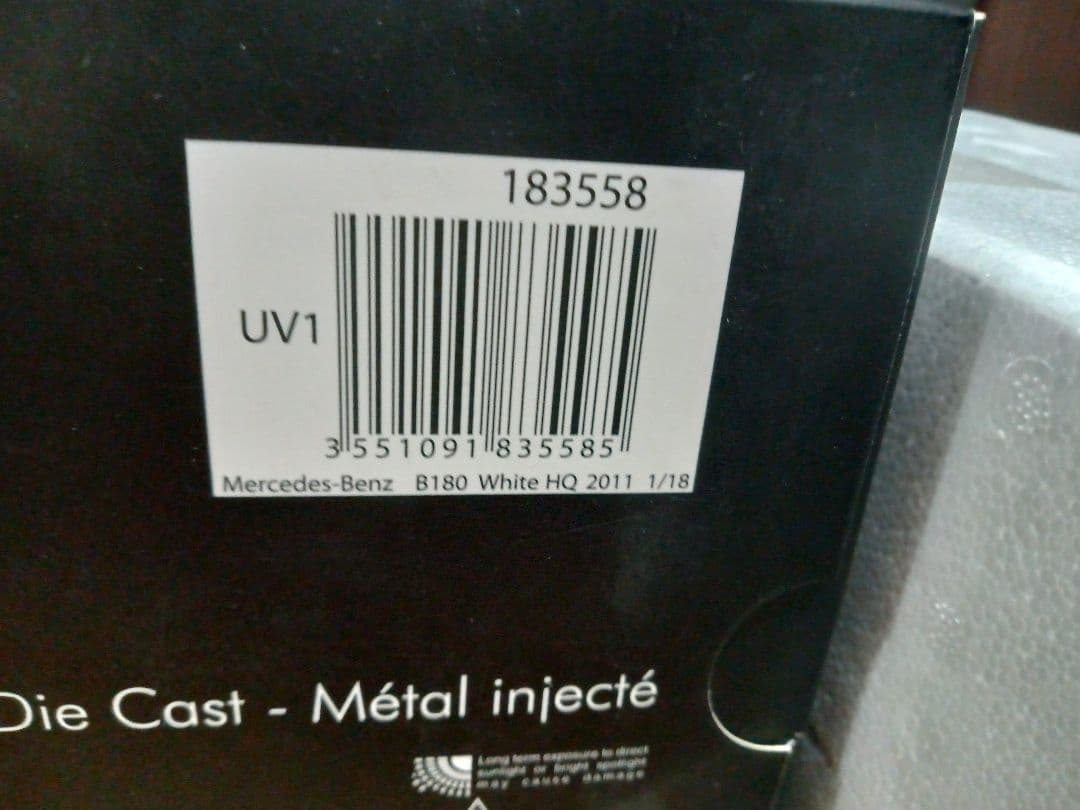 183558
UV1
3 551091 835585
Mercedes-Benz B180 White HQ 2011 1/18
Die Cast - Métal injecté
Long term exposure to direct
sunlight or bright spotlight
may cause damage